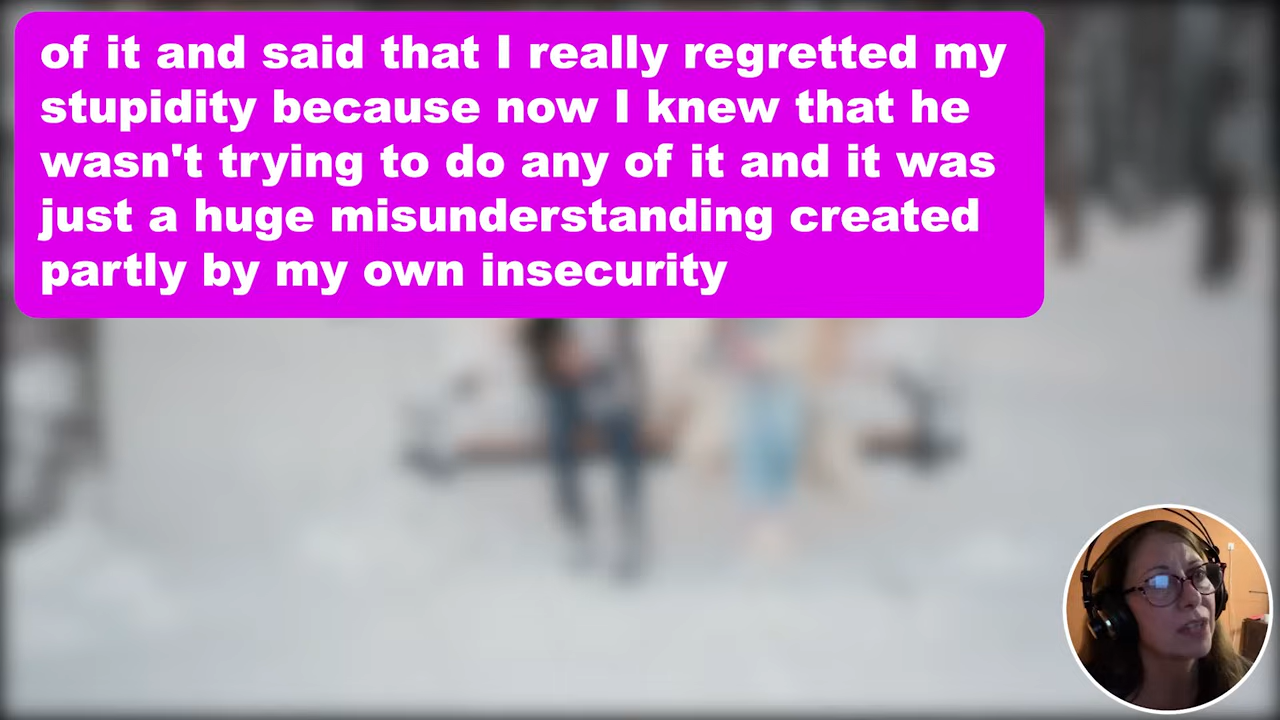 of it and said that I really regretted my
stupidity because now I knew that he
wasn't trying to do any of it and it was
just a huge misunderstanding created
partly by my own insecurity